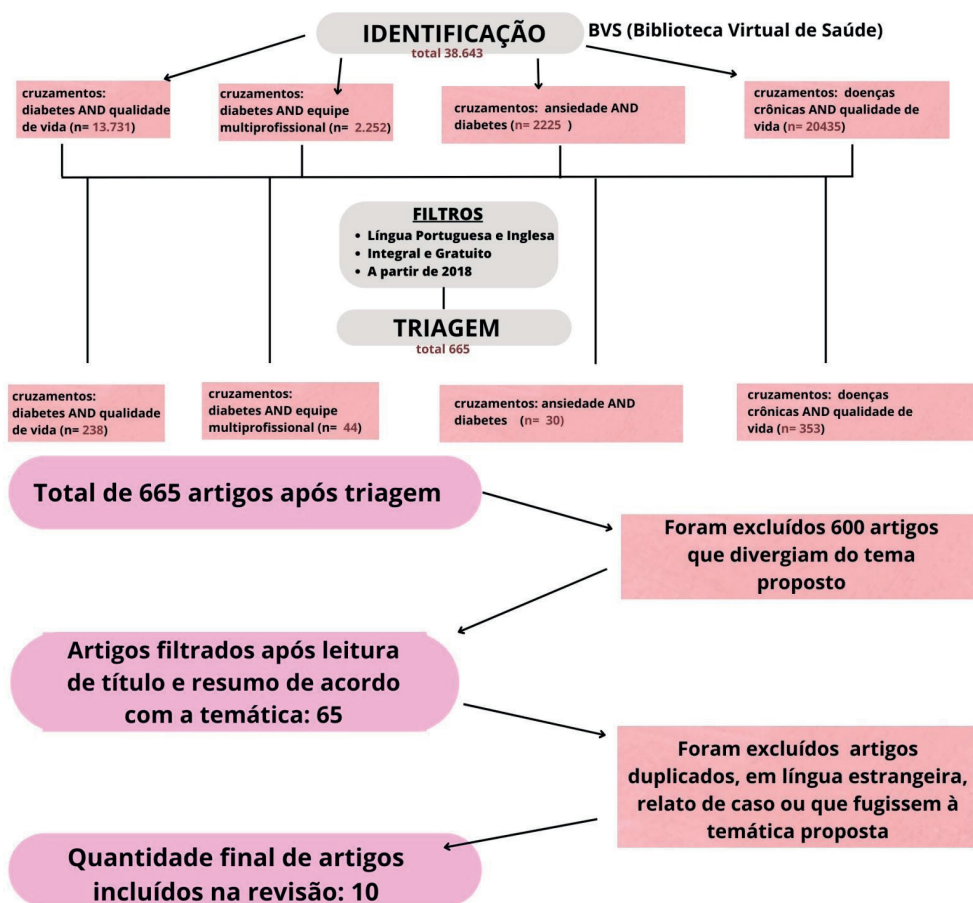 IDENTIFICAÇÃO
total 38.643
BVS (Biblioteca Virtual de Saúde)
cruzamentos:
diabetes AND qualidade
de vida (n= 13.731)
cruzamentos:
diabetes AND equipe
multiprofissional (n= 2.252)
cruzamentos: ansiedade AND
diabetes (n= 2225 )
cruzamentos: doenças
crônicas AND qualidade de
vida (n= 20435)
FILTROS
• Língua Portuguesa e Inglesa
• Integral e Gratuito
• A partir de 2018
TRIAGEM
total 665
cruzamentos:
diabetes AND qualidade
de vida (n= 238)
cruzamentos:
diabetes AND equipe
multiprofissional (n= 44)
cruzamentos: ansiedade AND
diabetes (n= 30)
cruzamentos: doenças
crônicas AND qualidade de
vida (n= 353)
Total de 665 artigos após triagem
Foram excluídos 600 artigos
que divergiam do tema
proposto
Artigos filtrados após leitura
de título e resumo de acordo
com a temática: 65
Foram excluídos artigos
duplicados, em língua estrangeira,
relato de caso ou que fugissem à
temática proposta
Quantidade final de artigos
incluídos na revisão: 10